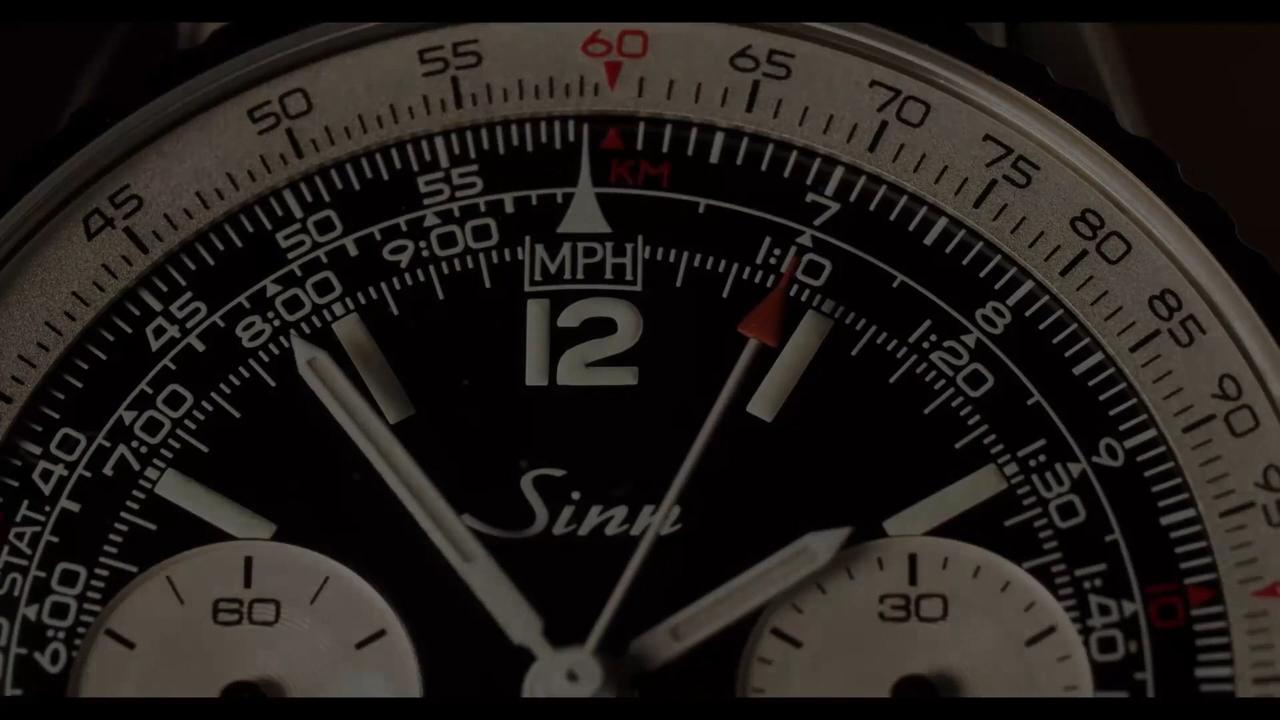 45 50 55 60 65 70 75 80 85 90 95
KM
STAT. 40 45 50 55 7 8 9 10
6:00 7:00 8:00 9:00 1:10 1:20 1:30 1:40
MPH
12
Sinn
60 30